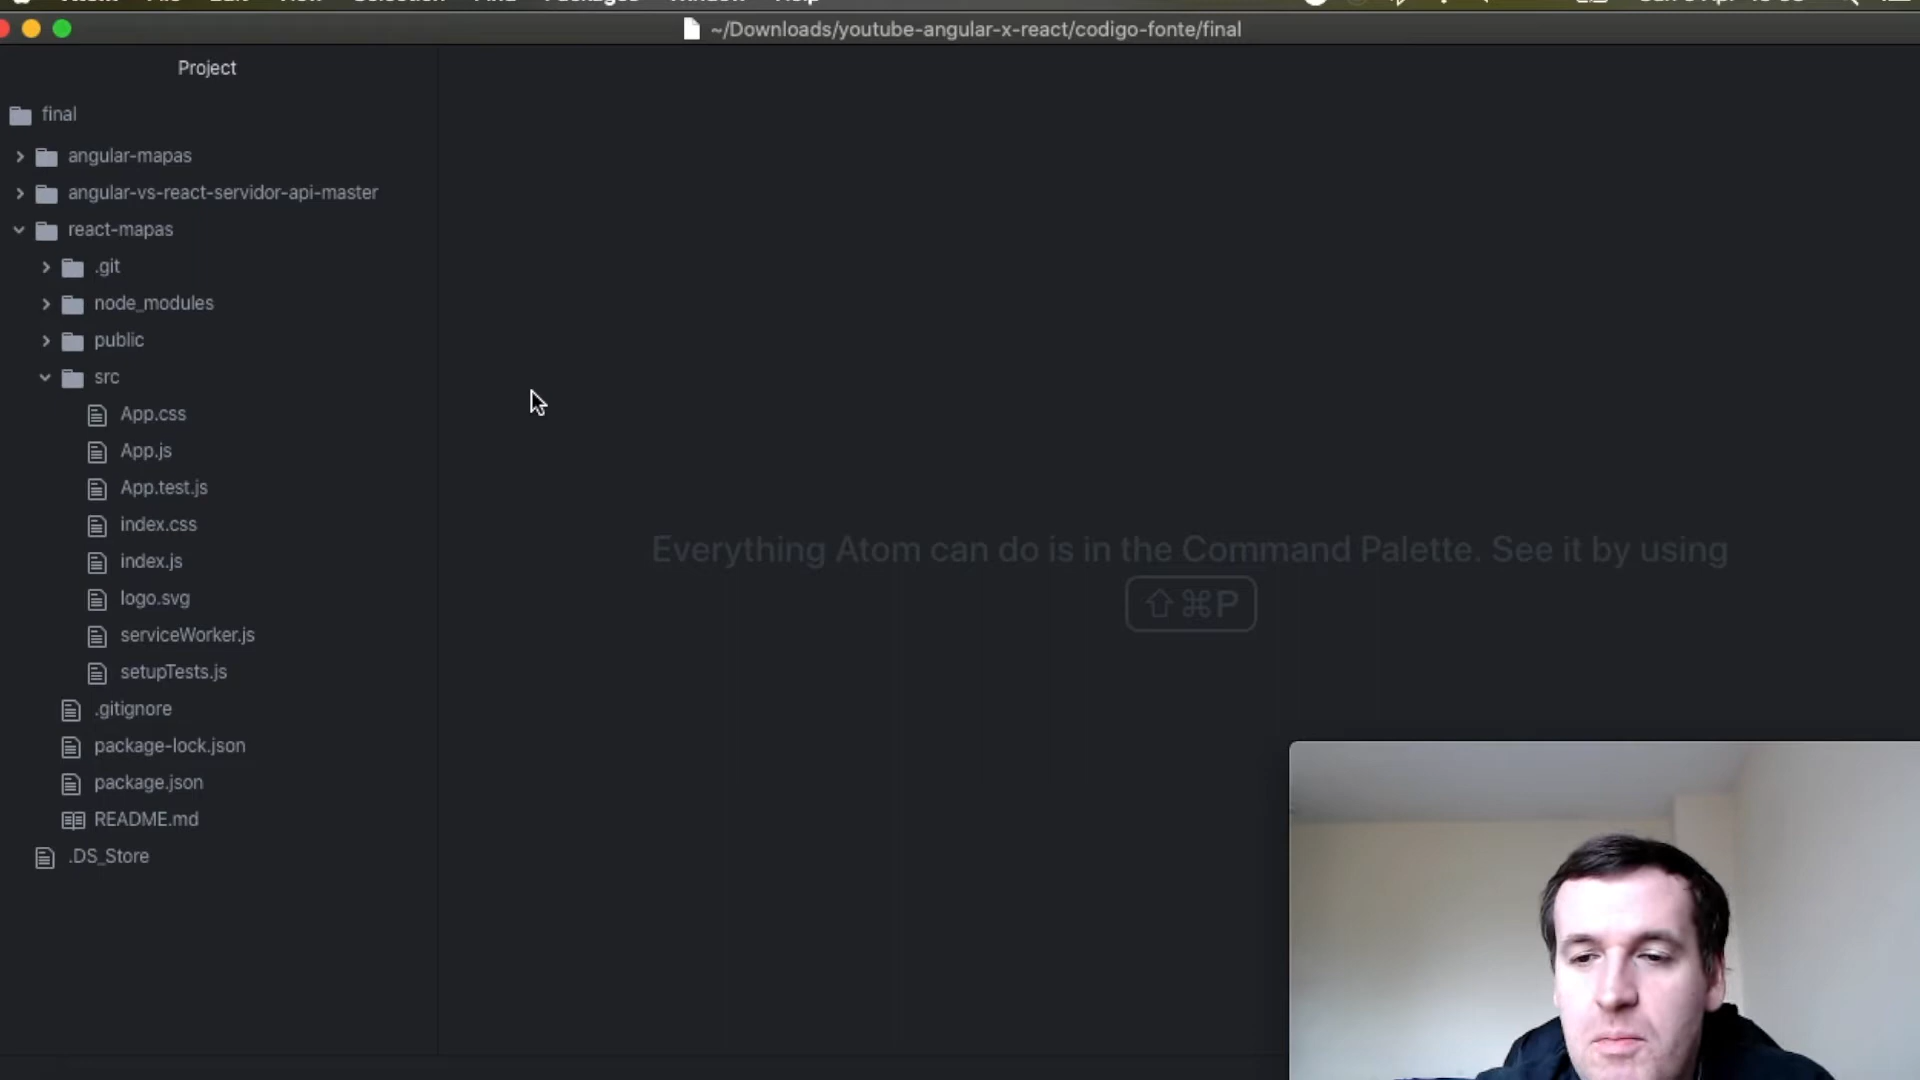 ~/Downloads/youtube-angular-x-react/codigo-fonte/final
Project
final
angular-mapas
angular-vs-react-servidor-api-master
react-mapas
.git
node_modules
public
src
App.css
App.js
App.test.js
index.css
index.js
logo.svg
serviceWorker.js
setupTests.js
.gitignore
package-lock.json
package.json
README.md
.DS_Store
Everything Atom can do is in the Command Palette. See it by using
⇧⌘P